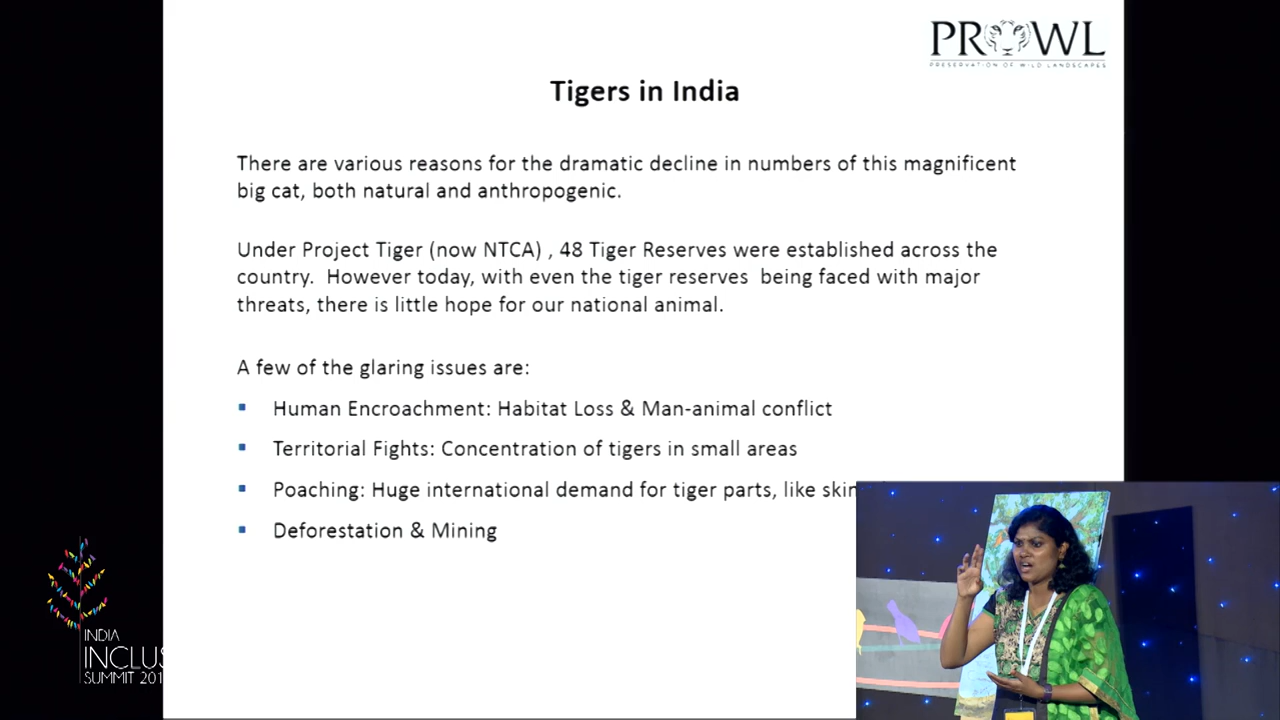 PROWL
PRESERVATION OF WILD LANDSCAPES
Tigers in India
There are various reasons for the dramatic decline in numbers of this magnificent
big cat, both natural and anthropogenic.
Under Project Tiger (now NTCA) , 48 Tiger Reserves were established across the
country. However today, with even the tiger reserves being faced with major
threats, there is little hope for our national animal.
A few of the glaring issues are:
▪ Human Encroachment: Habitat Loss & Man-animal conflict
▪ Territorial Fights: Concentration of tigers in small areas
▪ Poaching: Huge international demand for tiger parts, like skin
▪ Deforestation & Mining
INDIA
INCLUS
SUMMIT 201